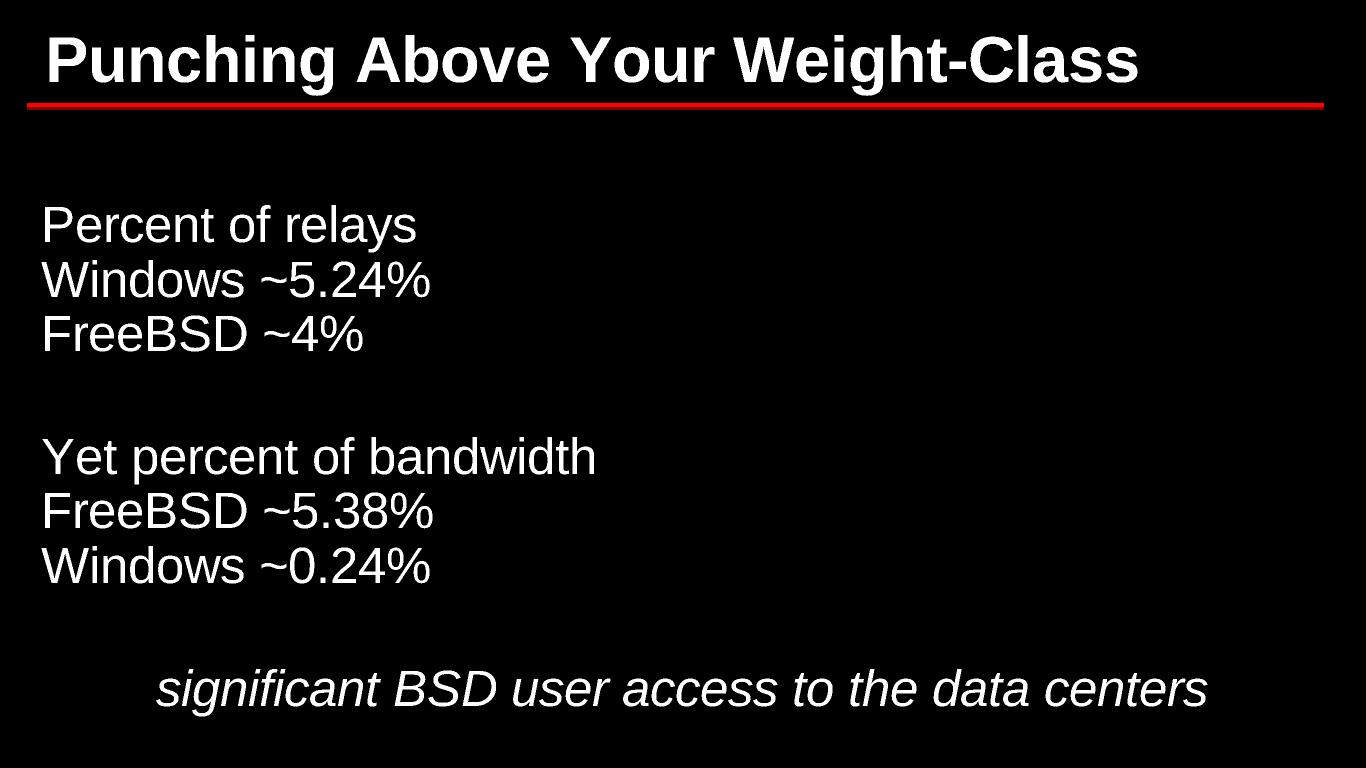 Punching Above Your Weight-Class
Percent of relays
Windows ~5.24%
FreeBSD ~4%
Yet percent of bandwidth
FreeBSD ~5.38%
Windows ~0.24%
significant BSD user access to the data centers